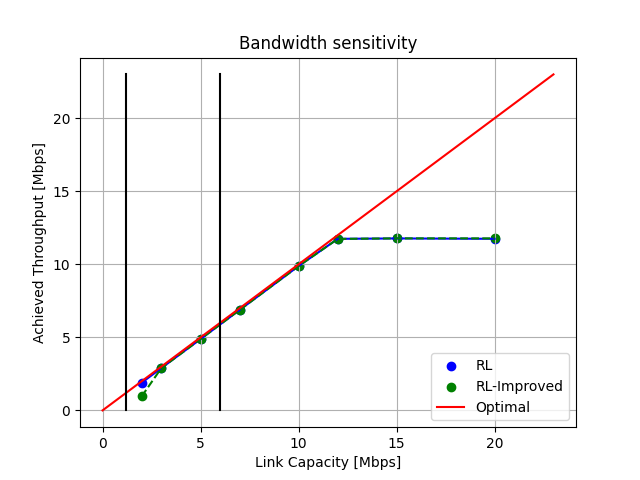 Bandwidth sensitivity
Achieved Throughput [Mbps]
20
15
10
5
0
0 5 10 15 20
Link Capacity [Mbps]
RL
RL-Improved
Optimal